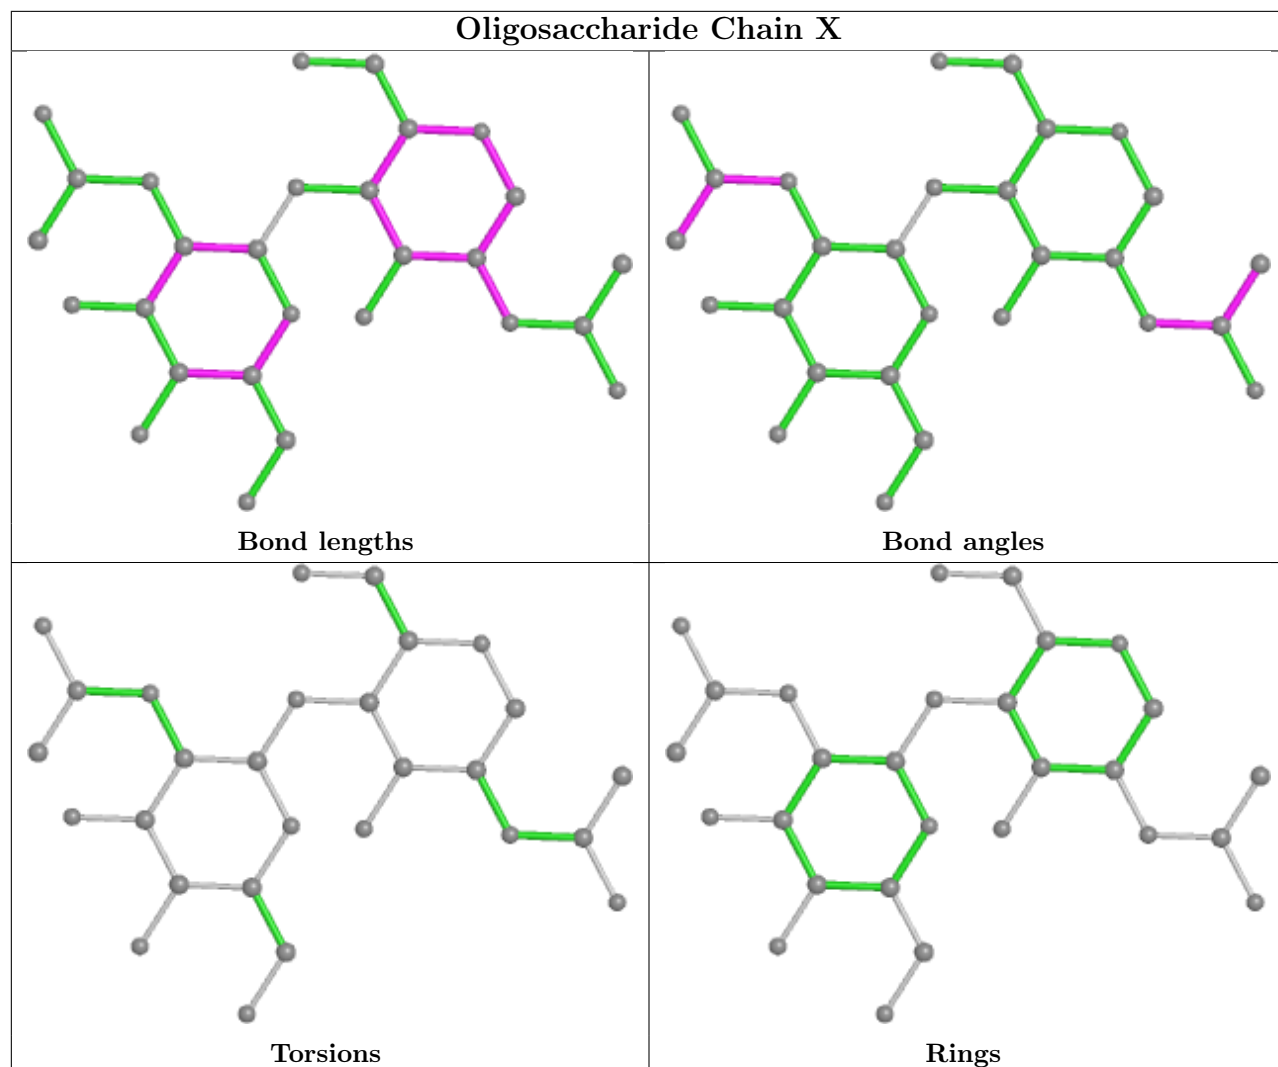 Oligosaccharide Chain X
Bond lengths
Bond angles
Torsions
Rings